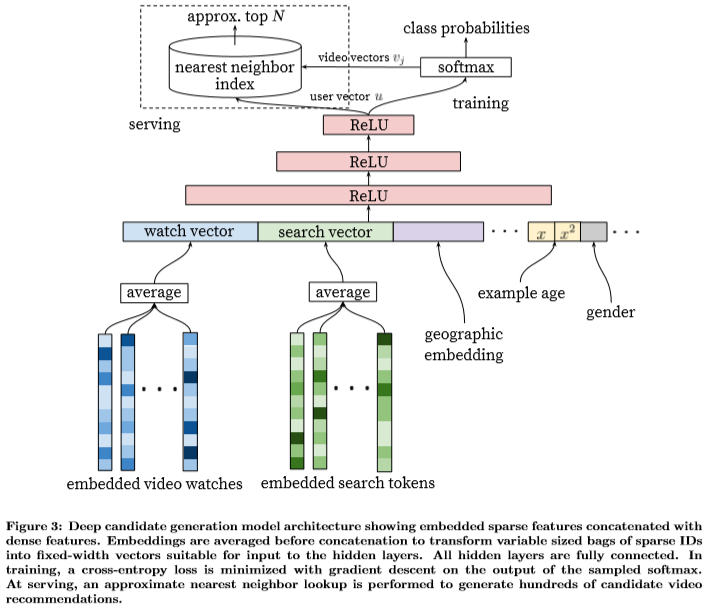 approx. top N
class probabilities
nearest neighbor
index
video vectors vⱼ
softmax
user vector u
training
serving
ReLU
ReLU
ReLU
watch vector
search vector
x
x²
average
average
example age
gender
geographic
embedding
embedded video watches
embedded search tokens
Figure 3: Deep candidate generation model architecture showing embedded sparse features concatenated with
dense features. Embeddings are averaged before concatenation to transform variable sized bags of sparse IDs
into fixed-width vectors suitable for input to the hidden layers. All hidden layers are fully connected. In
training, a cross-entropy loss is minimized with gradient descent on the output of the sampled softmax.
At serving, an approximate nearest neighbor lookup is performed to generate hundreds of candidate video
recommendations.